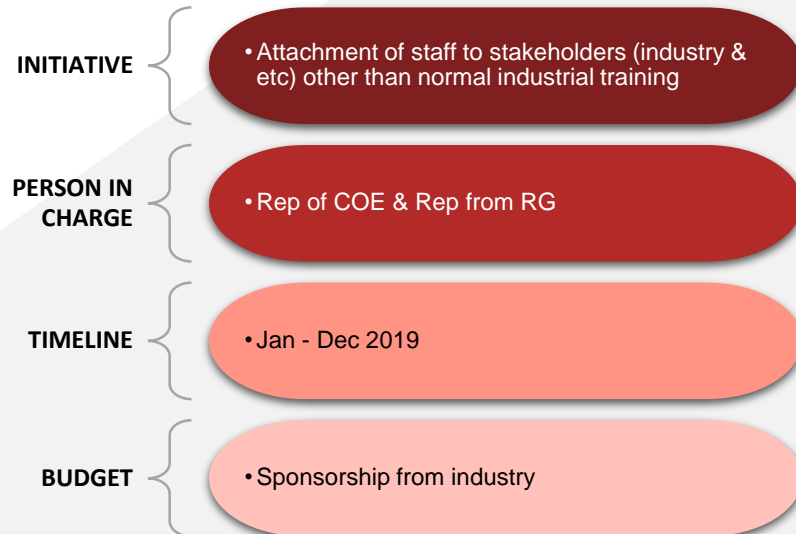 INITIATIVE
• Attachment of staff to stakeholders (industry &
etc) other than normal industrial training
PERSON IN
CHARGE
• Rep of COE & Rep from RG
TIMELINE
• Jan - Dec 2019
BUDGET
• Sponsorship from industry